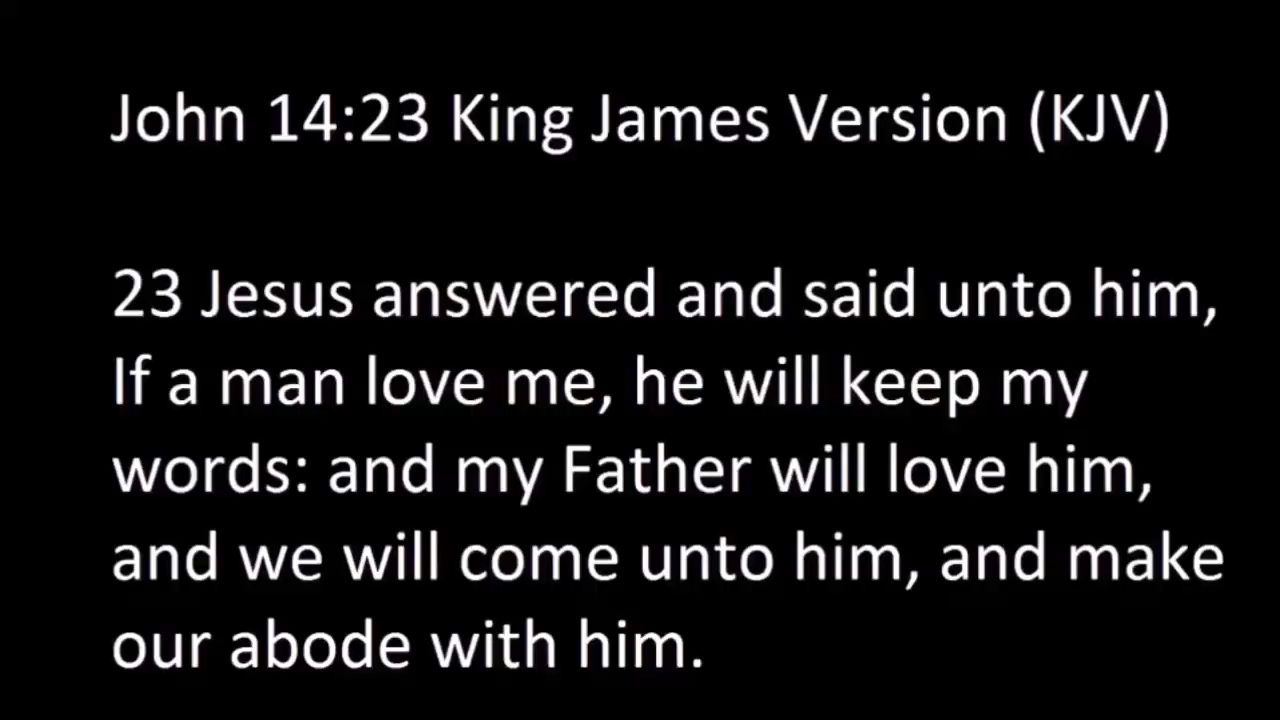 John 14:23 King James Version (KJV)
23 Jesus answered and said unto him,
If a man love me, he will keep my
words: and my Father will love him,
and we will come unto him, and make
our abode with him.